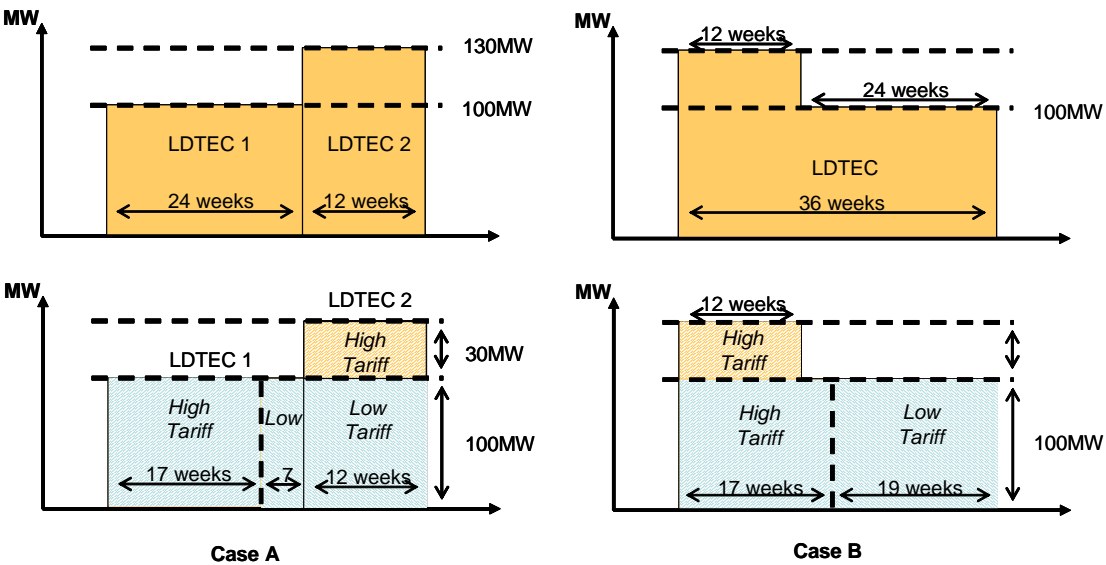 MW
130MW
100MW
LDTEC 1
LDTEC 2
24 weeks
12 weeks
MW
12 weeks
24 weeks
100MW
LDTEC
36 weeks
MW
LDTEC 2
High
Tariff
30MW
LDTEC 1
High
Tariff
Low
Low
Tariff
100MW
17 weeks
7
12 weeks
Case A
MW
12 weeks
High
Tariff
High
Tariff
Low
Tariff
100MW
17 weeks
19 weeks
Case B